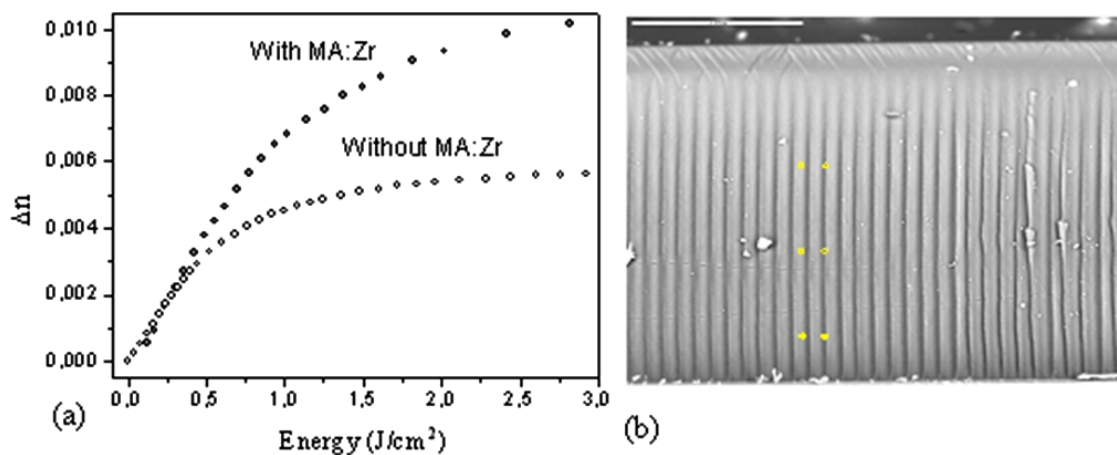 0,010
0,008
0,006
0,004
0,002
0,000
Δn
With MA:Zr
Without MA:Zr
0,0 0,5 1,0 1,5 2,0 2,5 3,0
Energy (J/cm²)
(a)
(b)